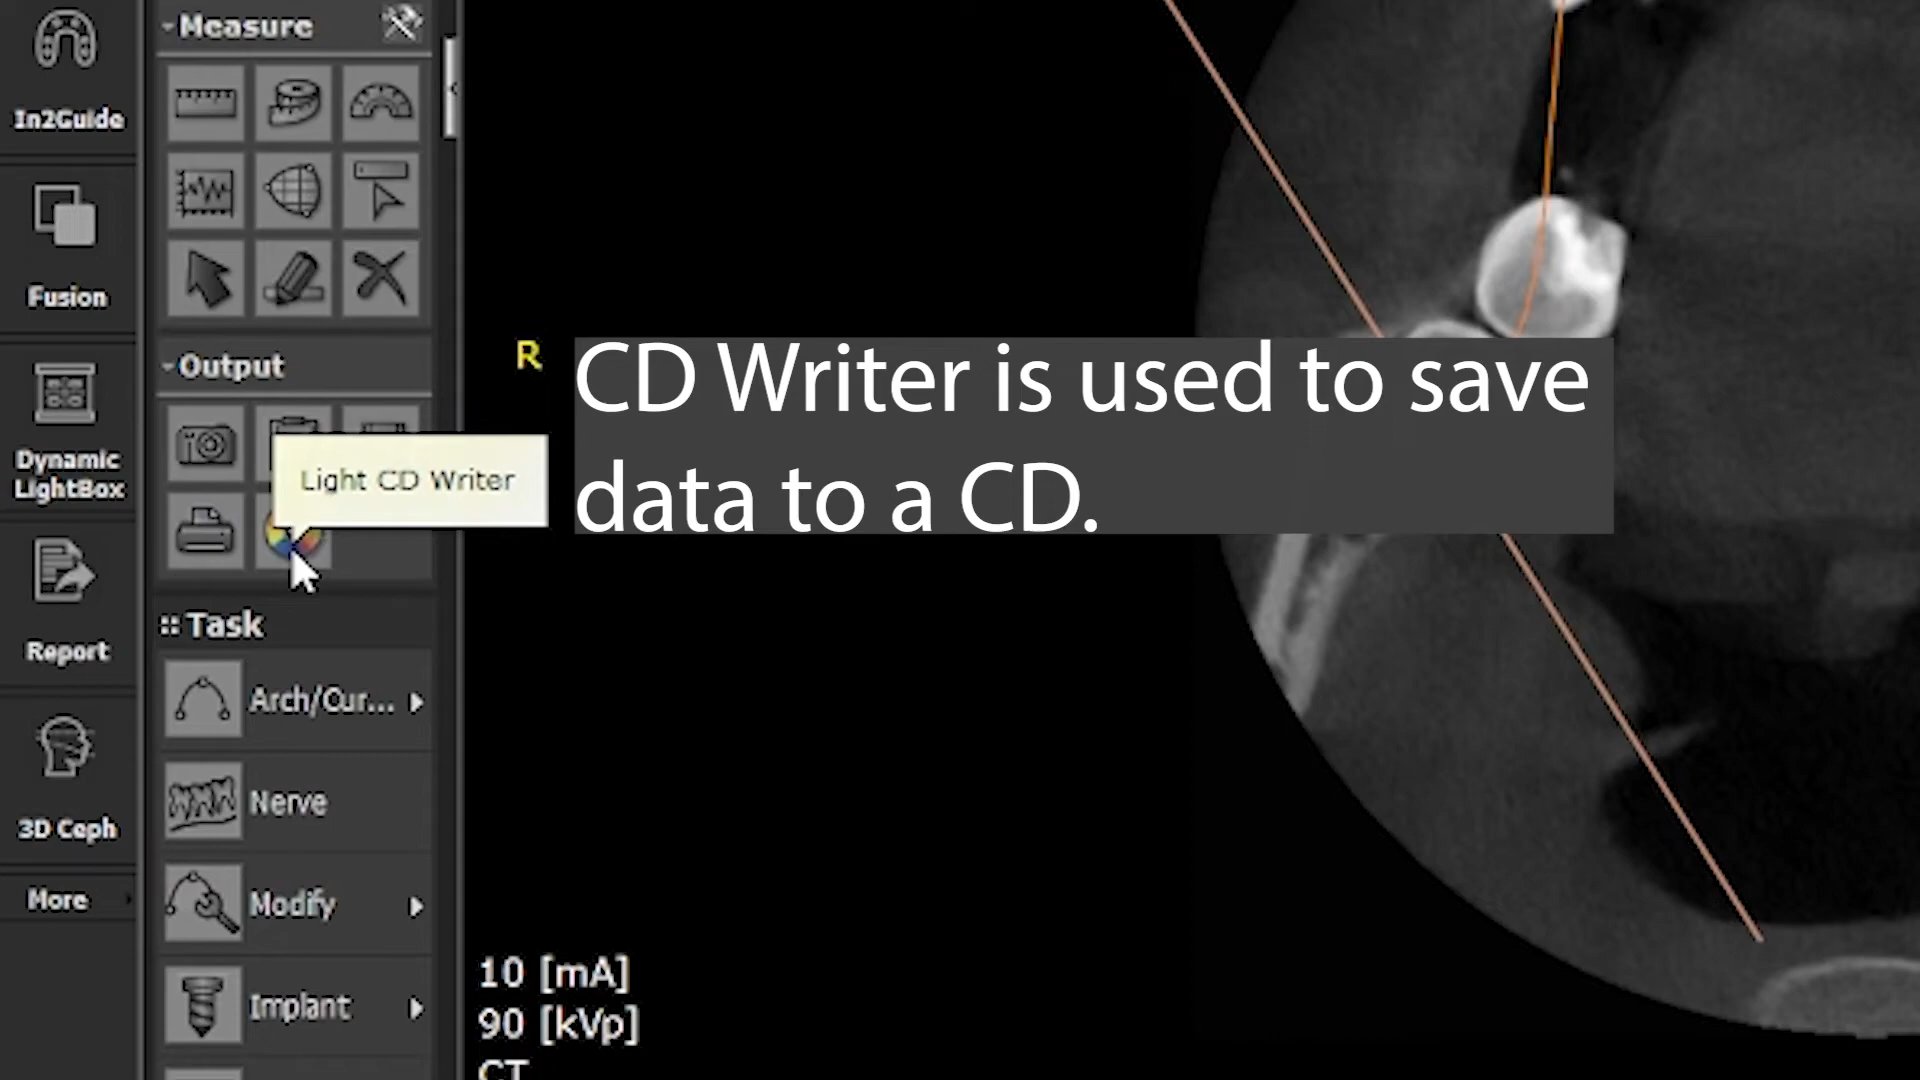 In2Guide
Fusion
Dynamic
LightBox
Report
3D Ceph
More
Measure
Output
Light CD Writer
Task
Arch/Cur...
Nerve
Modify
Implant
R
CD Writer is used to save
data to a CD.
10 [mA]
90 [kVp]
CT